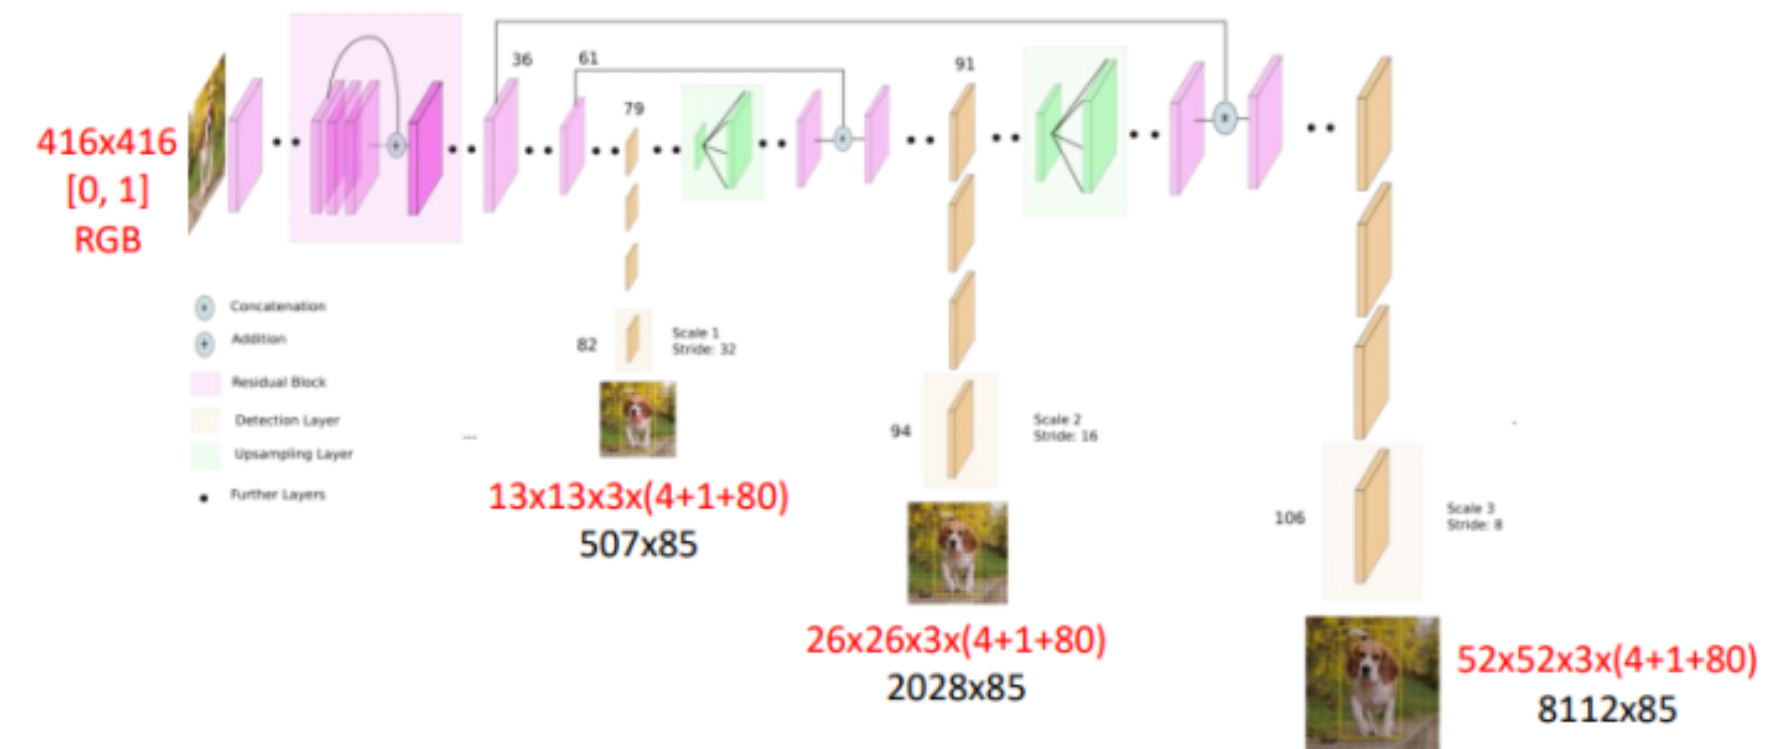 36
61
79
91
416x416
[0, 1]
RGB
Concatenation
Addition
Residual Block
Detection Layer
Upsampling Layer
Further Layers
82
Scale 1
Stride: 32
13x13x3x(4+1+80)
507x85
94
Scale 2
Stride: 16
26x26x3x(4+1+80)
2028x85
106
Scale 3
Stride: 8
52x52x3x(4+1+80)
8112x85